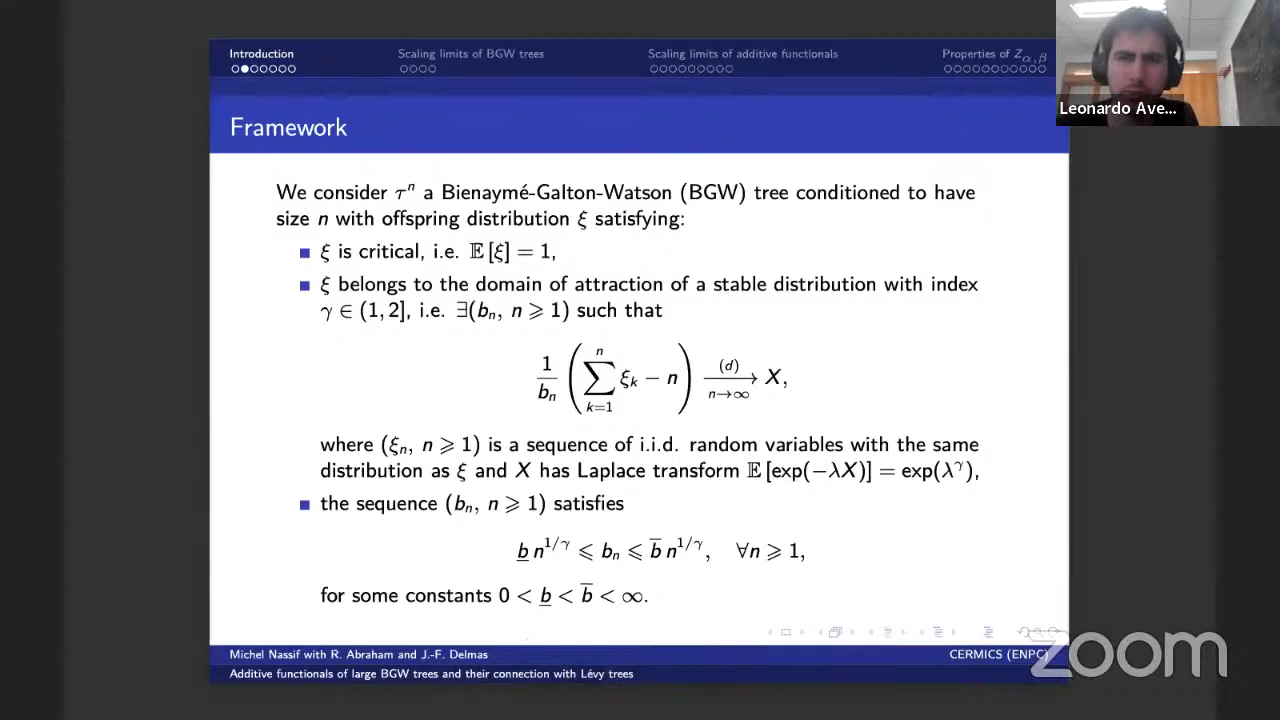 Introduction
Scaling limits of BGW trees
Scaling limits of additive functionals
Properties of Z_{α,β}
Leonardo Ave...
Framework
We consider τⁿ a Bienaymé-Galton-Watson (BGW) tree conditioned to have
size n with offspring distribution ξ satisfying:
ξ is critical, i.e. 𝔼[ξ] = 1,
ξ belongs to the domain of attraction of a stable distribution with index
γ ∈ (1, 2], i.e. ∃(b_n, n ⩾ 1) such that
1/b_n (∑_{k=1}^{n} ξ_k − n) →^{(d)}_{n→∞} X,
where (ξ_n, n ⩾ 1) is a sequence of i.i.d. random variables with the same
distribution as ξ and X has Laplace transform 𝔼[exp(−λX)] = exp(λ^γ),
the sequence (b_n, n ⩾ 1) satisfies
b̲ n^{1/γ} ⩽ b_n ⩽ b̅ n^{1/γ}, ∀n ⩾ 1,
for some constants 0 < b̲ < b̅ < ∞.
Michel Nassif with R. Abraham and J.-F. Delmas
CERMICS (ENPC)
Additive functionals of large BGW trees and their connection with Lévy trees
zoom